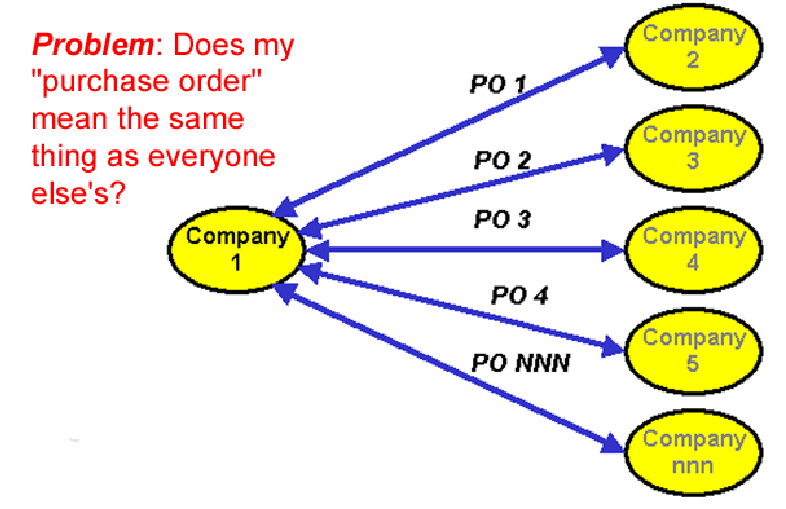 Problem: Does my
"purchase order"
mean the same
thing as everyone
else's?
Company
1
PO 1
PO 2
PO 3
PO 4
PO NNN
Company
2
Company
3
Company
4
Company
5
Company
nnn